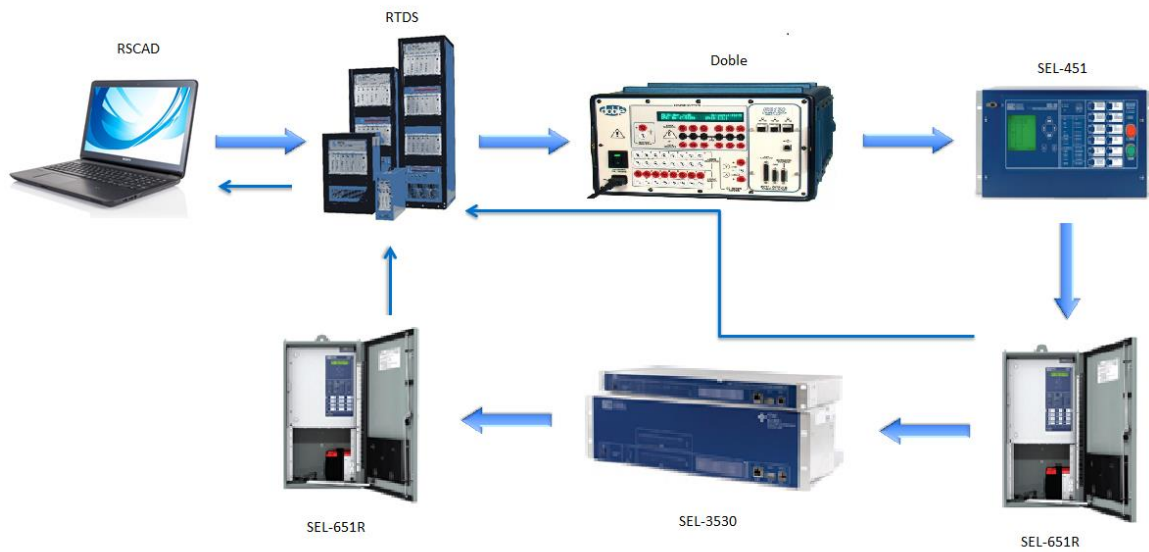 RTDS
RSCAD
Doble
SEL-451
SEL-651R
SEL-3530
SEL-651R